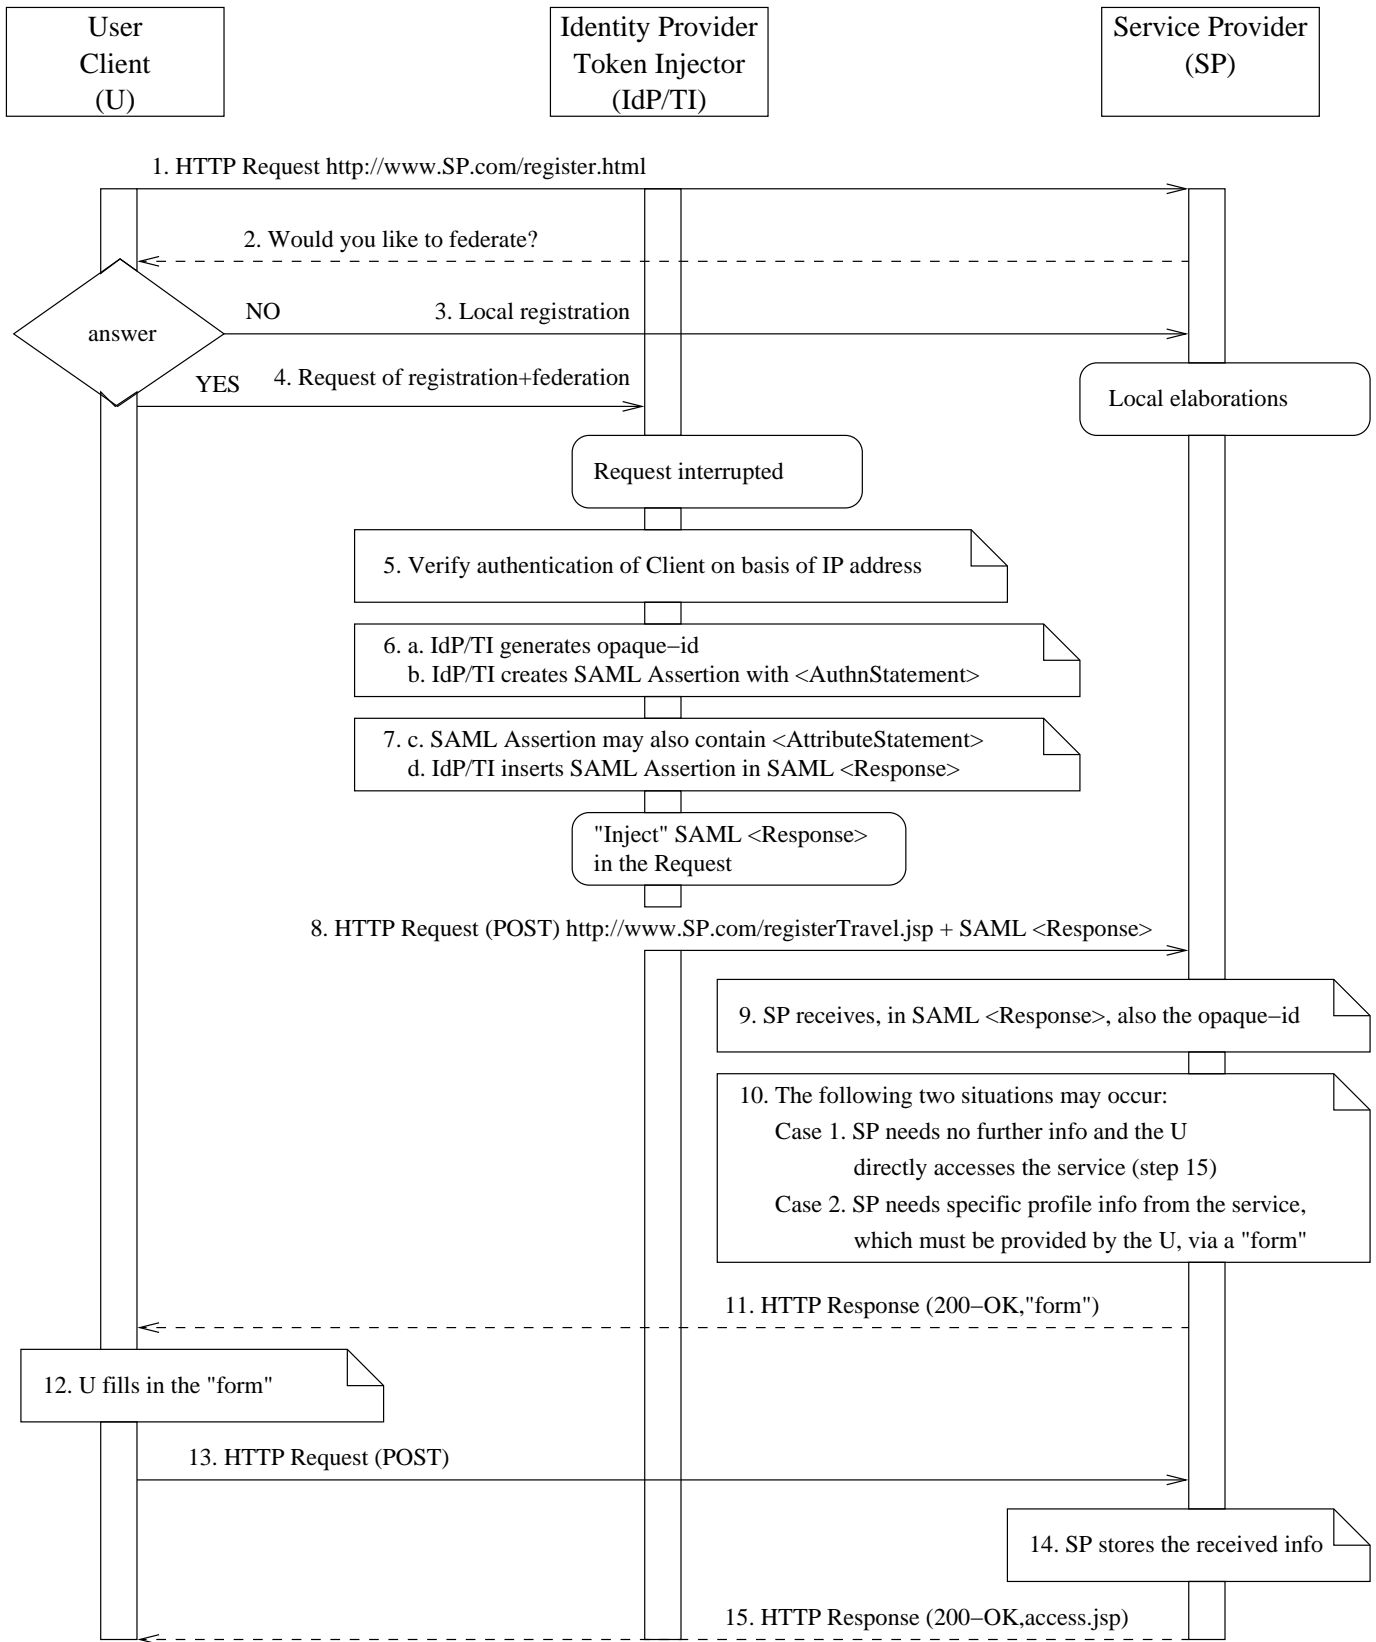 User
Client
(U)
Identity Provider
Token Injector
(IdP/TI)
Service Provider
(SP)
1. HTTP Request http://www.SP.com/register.html
2. Would you like to federate?
answer
NO
3. Local registration
YES
4. Request of registration+federation
Local elaborations
Request interrupted
5. Verify authentication of Client on basis of IP address
6. a. IdP/TI generates opaque−id
b. IdP/TI creates SAML Assertion with <AuthnStatement>
7. c. SAML Assertion may also contain <AttributeStatement>
d. IdP/TI inserts SAML Assertion in SAML <Response>
"Inject" SAML <Response>
in the Request
8. HTTP Request (POST) http://www.SP.com/registerTravel.jsp + SAML <Response>
9. SP receives, in SAML <Response>, also the opaque−id
10. The following two situations may occur:
Case 1. SP needs no further info and the U
directly accesses the service (step 15)
Case 2. SP needs specific profile info from the service,
which must be provided by the U, via a "form"
11. HTTP Response (200−OK,"form")
12. U fills in the "form"
13. HTTP Request (POST)
14. SP stores the received info
15. HTTP Response (200−OK,access.jsp)